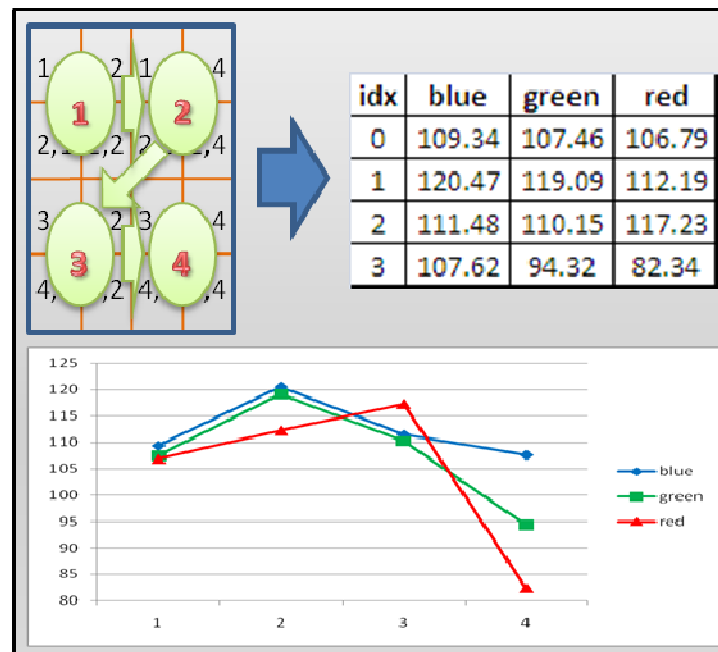 1, 2 1 4
1 2
2, ,2 2 ,4
3 2 3 4
3 4
4, ,2 4, ,4
idx blue green red
0 109.34 107.46 106.79
1 120.47 119.09 112.19
2 111.48 110.15 117.23
3 107.62 94.32 82.34
125
120
115
110
105
100
95
90
85
80
1 2 3 4
blue
green
red